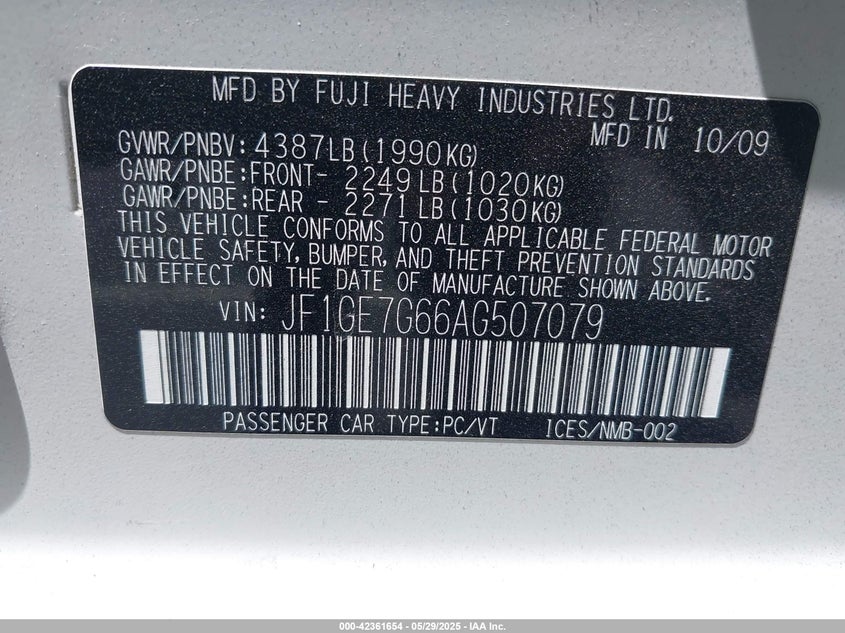 MFD BY FUJI HEAVY INDUSTRIES LTD.
MFD IN 10/09
GVWR/PNBV: 4387LB(1990KG)
GAWR/PNBE:FRONT- 2249LB(1020KG)
GAWR/PNBE:REAR - 2271LB(1030KG)
THIS VEHICLE CONFORMS TO ALL APPLICABLE FEDERAL MOTOR
VEHICLE SAFETY, BUMPER, AND THEFT PREVENTION STANDARDS
IN EFFECT ON THE DATE OF MANUFACTURE SHOWN ABOVE.
VIN: JF1GE7G66AG507079
PASSENGER CAR TYPE:PC/VT ICES/NMB-002
000-42361654 - 05/29/2025 - IAA Inc.